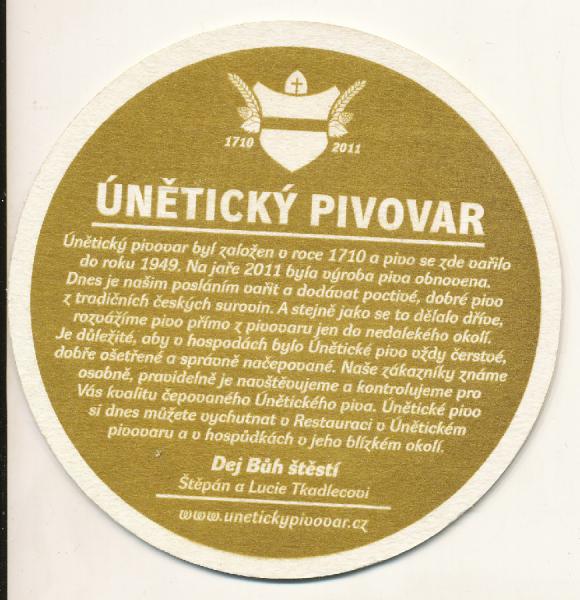 1710 2011
ÚNĚTICKÝ PIVOVAR
Únětický pivovar byl založen v roce 1710 a pivo se zde vařilo
do roku 1949. Na jaře 2011 byla výroba piva obnovena.
Dnes je našim posláním vařit a dodávat poctivé, dobré pivo
z tradičních českých surovin. A stejně jako se to dělalo dříve,
rozvážíme pivo přímo z pivovaru jen do nedalekého okolí.
Je důležité, aby v hospodách bylo Únětické pivo vždy čerstvé,
dobře ošetřené a správně načepované. Naše zákazníky známe
osobně, pravidelně je navštěvujeme a kontrolujeme pro
Vás kvalitu čepovaného Únětického piva. Únětické pivo
si dnes můžete vychutnat v Restauraci v Únětickém
pivovaru a v hospůdkách v jeho blízkém okolí.
Dej Bůh štěstí
Štěpán a Lucie Tkadlecovi
www.unetickypivovar.cz